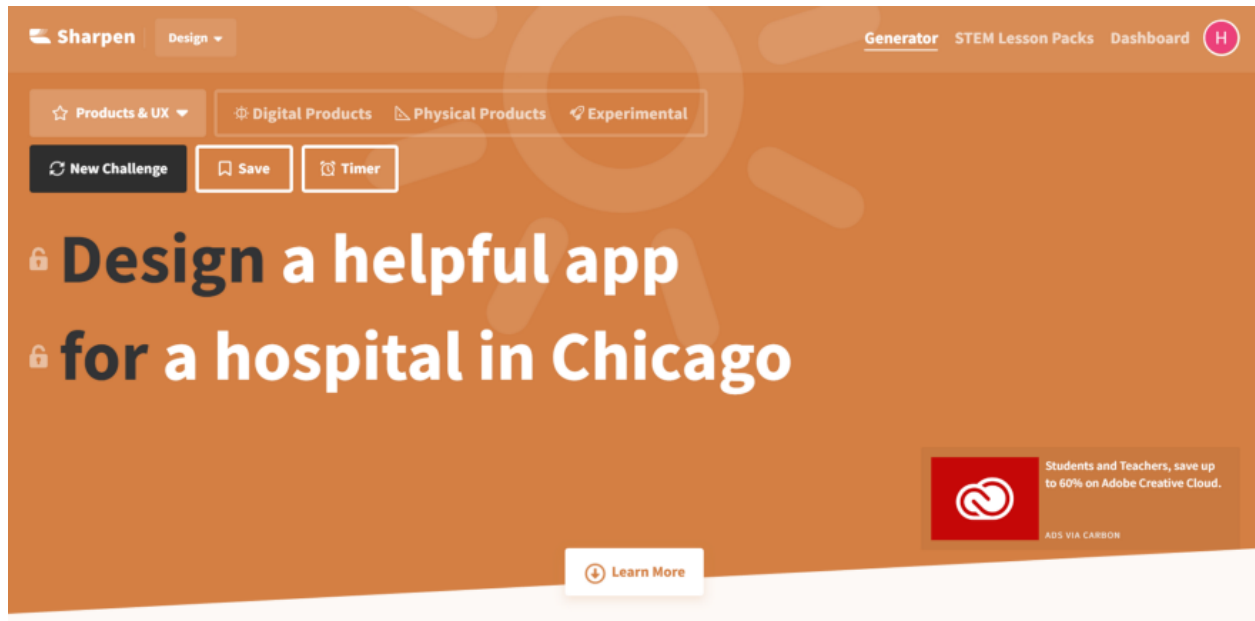 Sharpen
Design
Generator STEM Lesson Packs Dashboard H
Products & UX
Digital Products Physical Products Experimental
New Challenge Save Timer
Design a helpful app
for a hospital in Chicago
Students and Teachers, save up
to 60% on Adobe Creative Cloud.
ADS VIA CARBON
Learn More